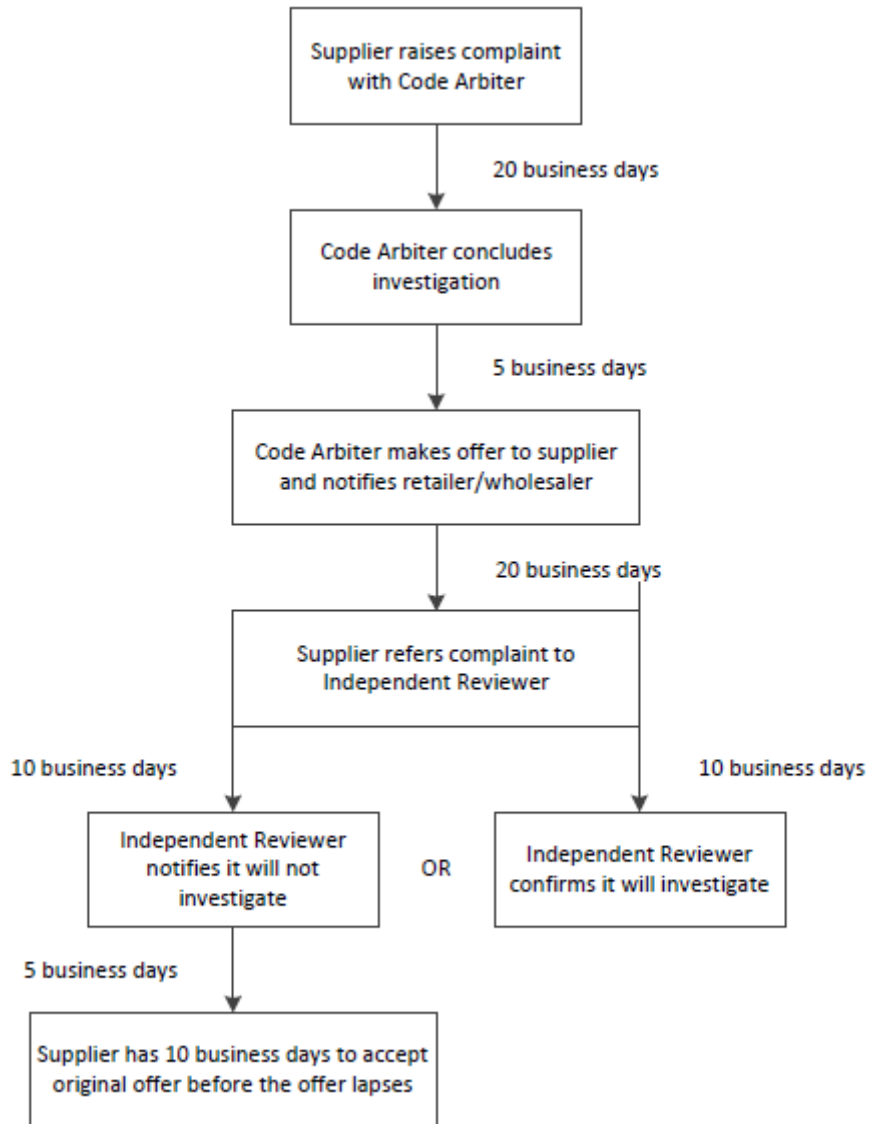 Supplier raises complaint
with Code Arbiter
20 business days
Code Arbiter concludes
investigation
5 business days
Code Arbiter makes offer to supplier
and notifies retailer/wholesaler
20 business days
Supplier refers complaint to
Independent Reviewer
10 business days
10 business days
Independent Reviewer
notifies it will not
investigate
OR
Independent Reviewer
confirms it will investigate
5 business days
Supplier has 10 business days to accept
original offer before the offer lapses